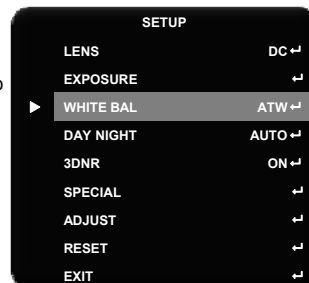 SETUP
LENS DC↵
EXPOSURE ↵
WHITE BAL ATW↵
DAY NIGHT AUTO↵
3DNR ON↵
SPECIAL ↵
ADJUST ↵
RESET ↵
EXIT ↵